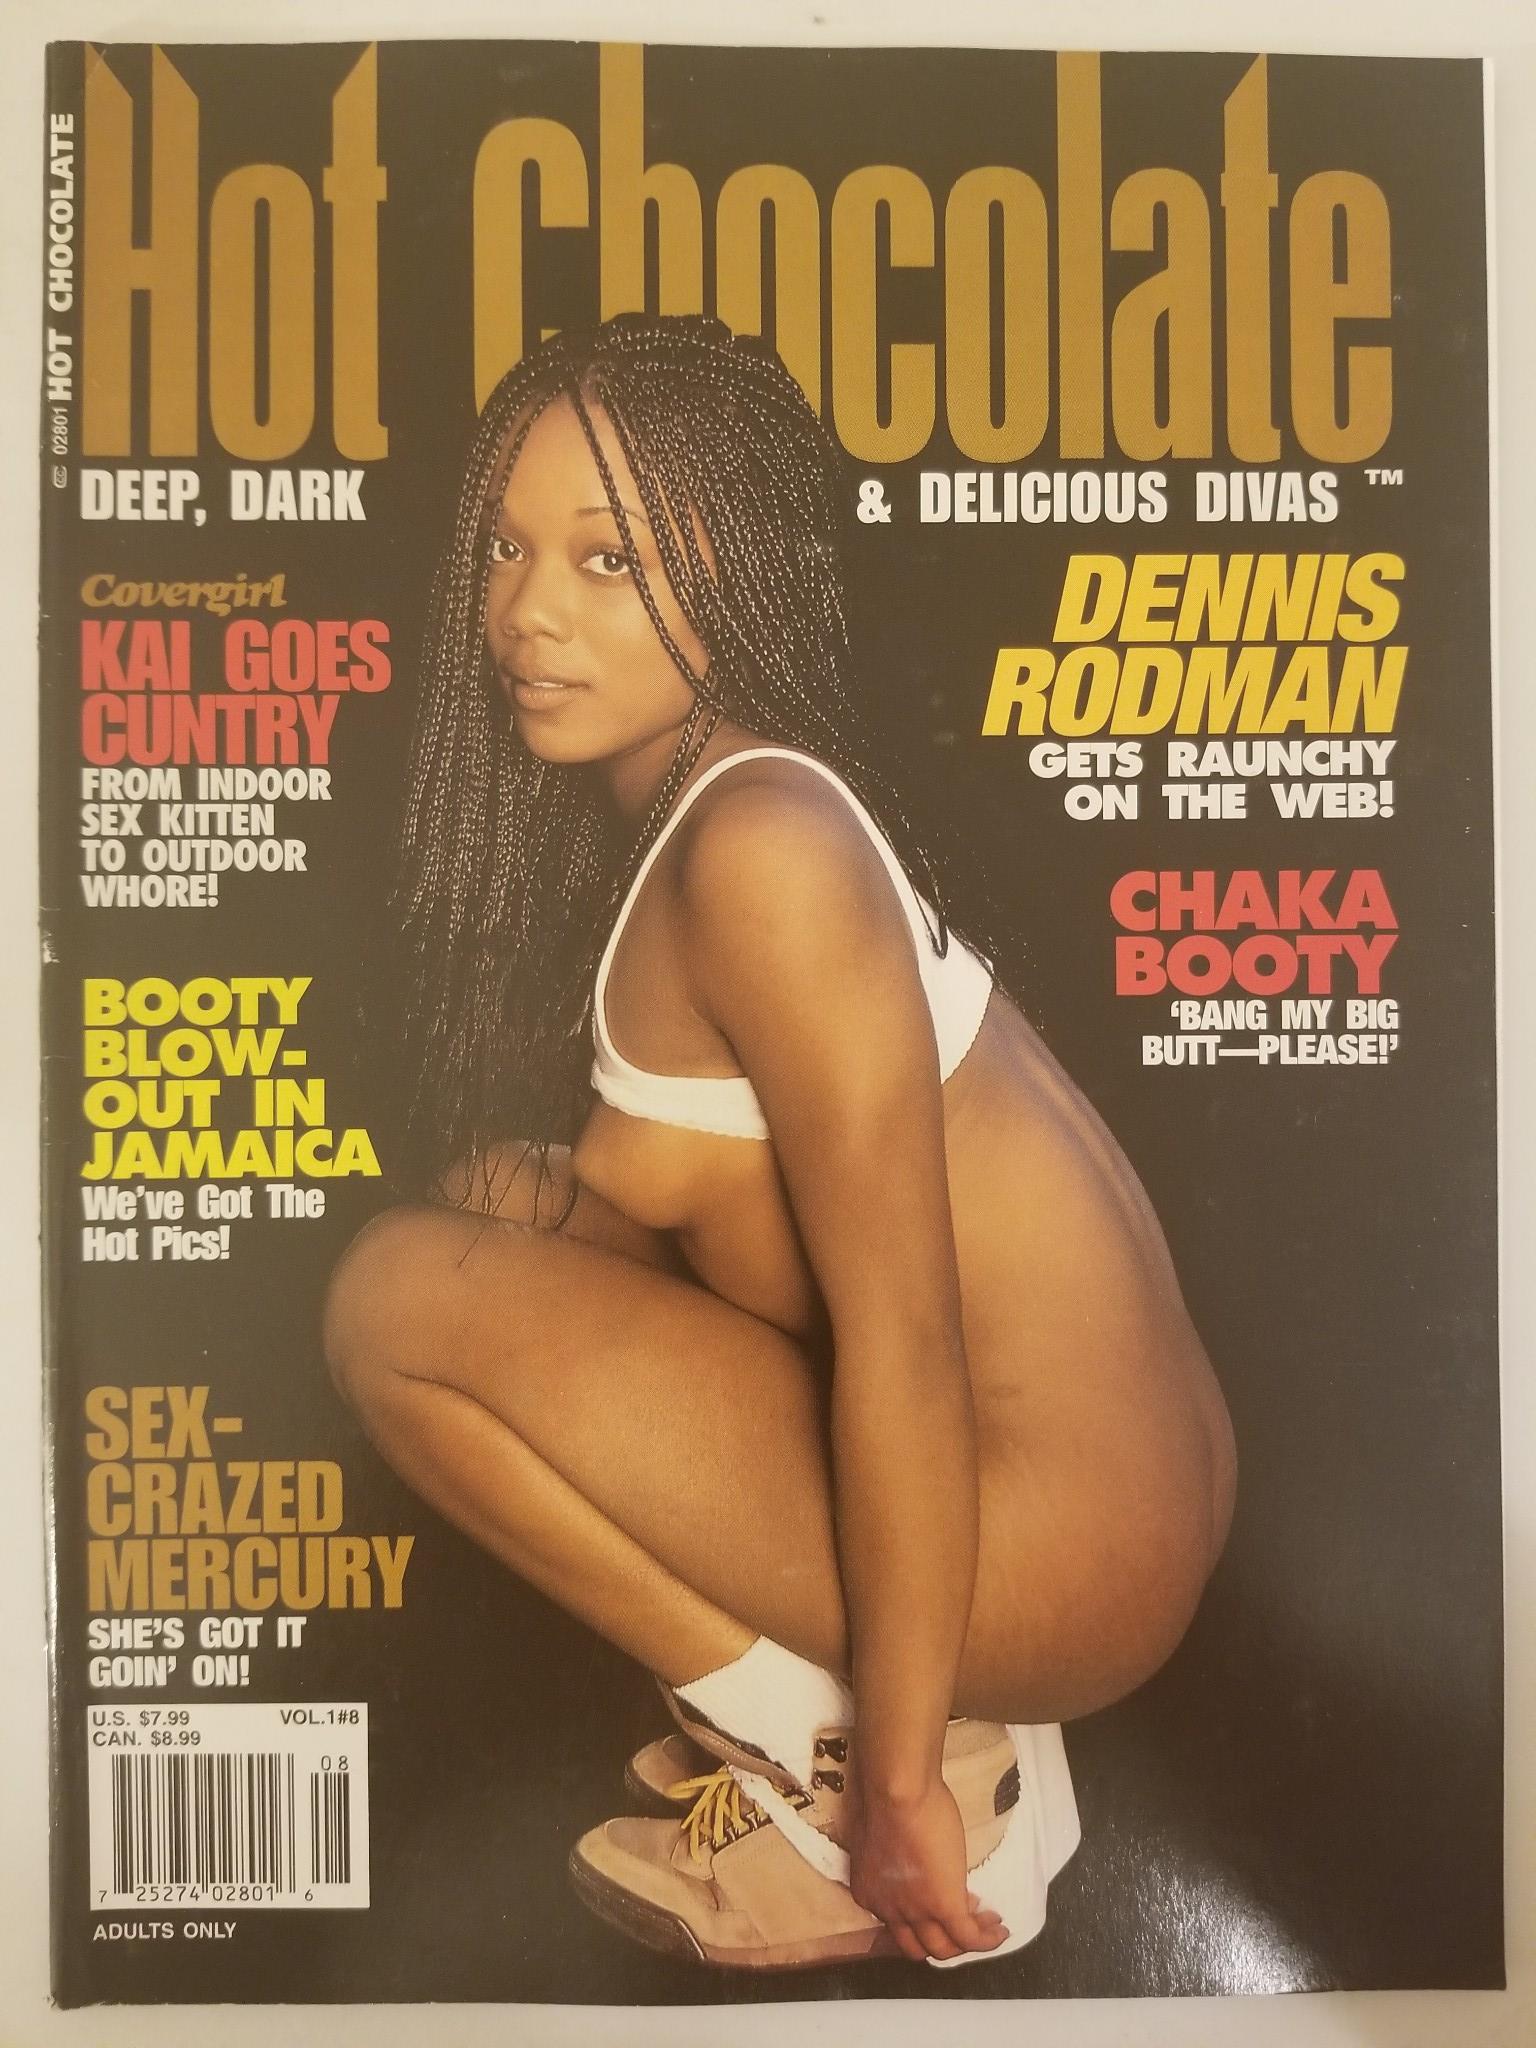 HOT CHOCOLATE
02801
Hot Chocolate
DEEP, DARK & DELICIOUS DIVAS ™
Covergirl
KAI GOES
CUNTRY
FROM INDOOR
SEX KITTEN
TO OUTDOOR
WHORE!
BOOTY
BLOW-
OUT IN
JAMAICA
We've Got The
Hot Pics!
SEX-
CRAZED
MERCURY
SHE'S GOT IT
GOIN' ON!
DENNIS
RODMAN
GETS RAUNCHY
ON THE WEB!
CHAKA
BOOTY
'BANG MY BIG
BUTT—PLEASE!'
U.S. $7.99 VOL.1#8
CAN. $8.99
08
7 25274 02801 6
ADULTS ONLY